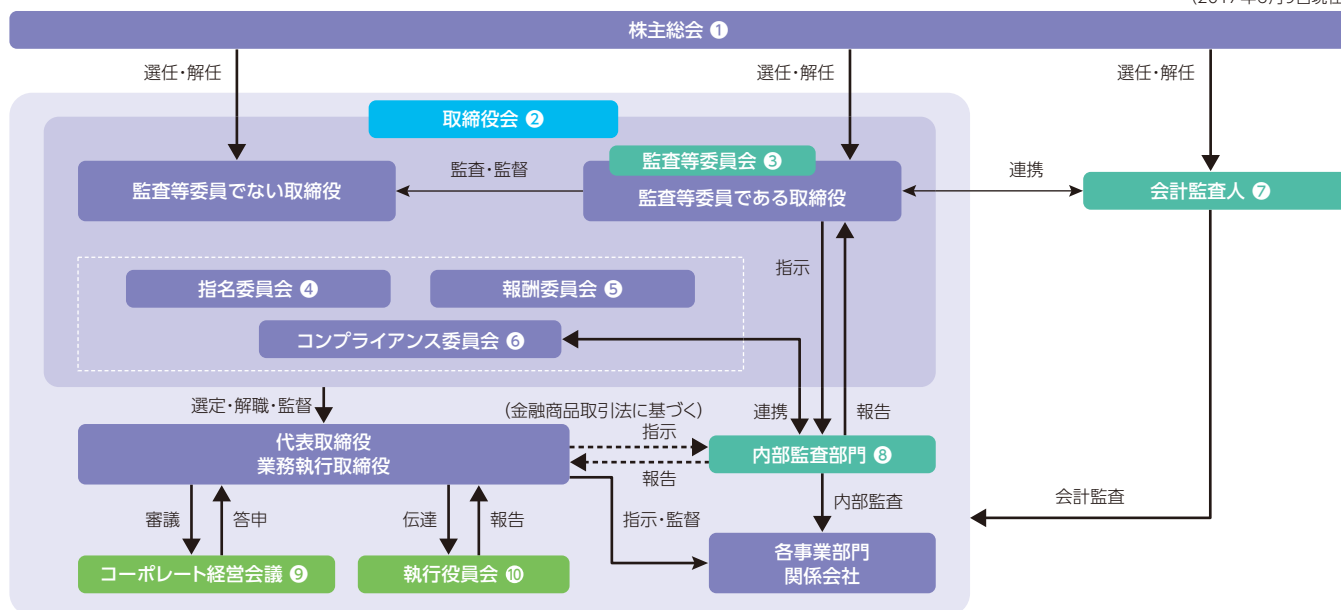 株主総会 ❶
選任・解任
選任・解任
選任・解任
取締役会 ❷
監査等委員会 ❸
監査等委員でない取締役
監査・監督
監査等委員である取締役
連携
会計監査人 ❼
指示
指名委員会 ❹
報酬委員会 ❺
コンプライアンス委員会 ❻
選定・解職・監督
(金融商品取引法に基づく)
連携
報告
指示
代表取締役
業務執行取締役
内部監査部門 ❽
報告
審議
答申
伝達
報告
指示・監督
内部監査
会計監査
コーポレート経営会議 ❾
執行役員会 ❿
各事業部門
関係会社